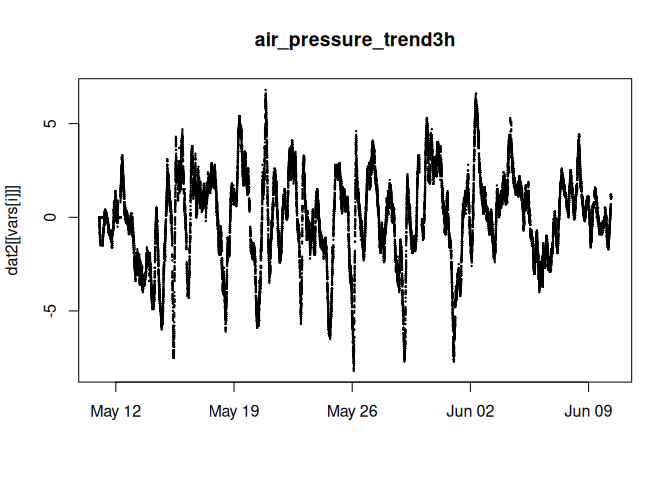 air_pressure_trend3h
dat2[[vars[i]]]
5
0
-5
May 12
May 19
May 26
Jun 02
Jun 09